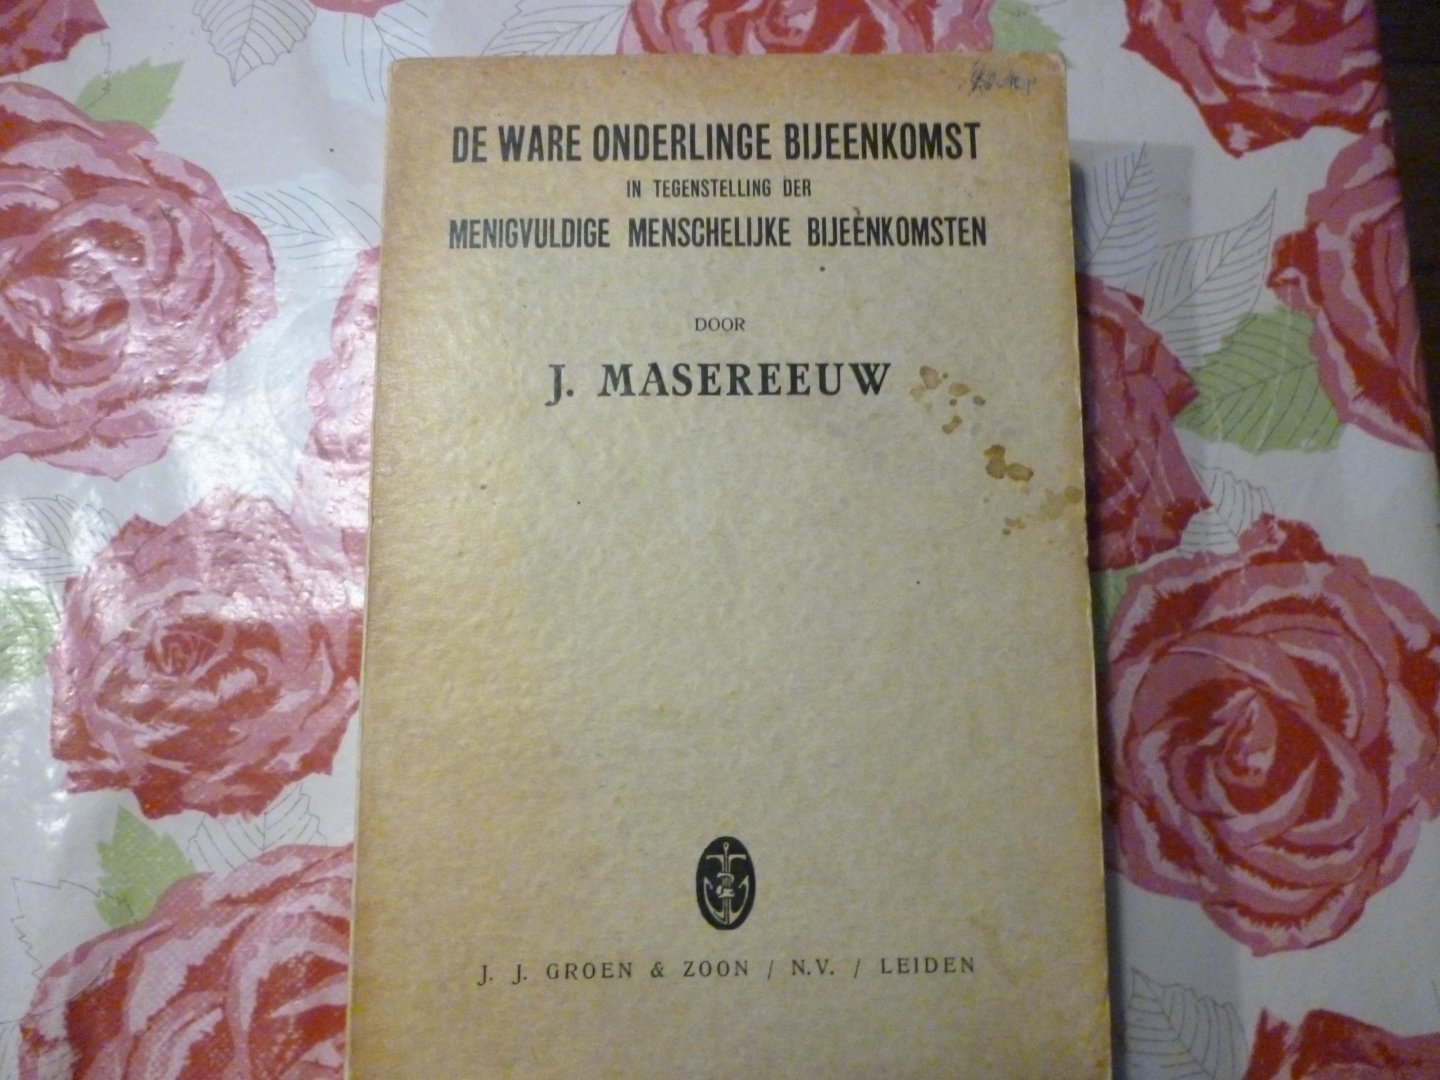 DE WARE ONDERLINGE BIJEENKOMST
IN TEGENSTELLING DER
MENIGVULDIGE MENSCHELIJKE BIJEENKOMSTEN
DOOR
J. MASEREEUW
J. J. GROEN & ZOON / N.V. / LEIDEN